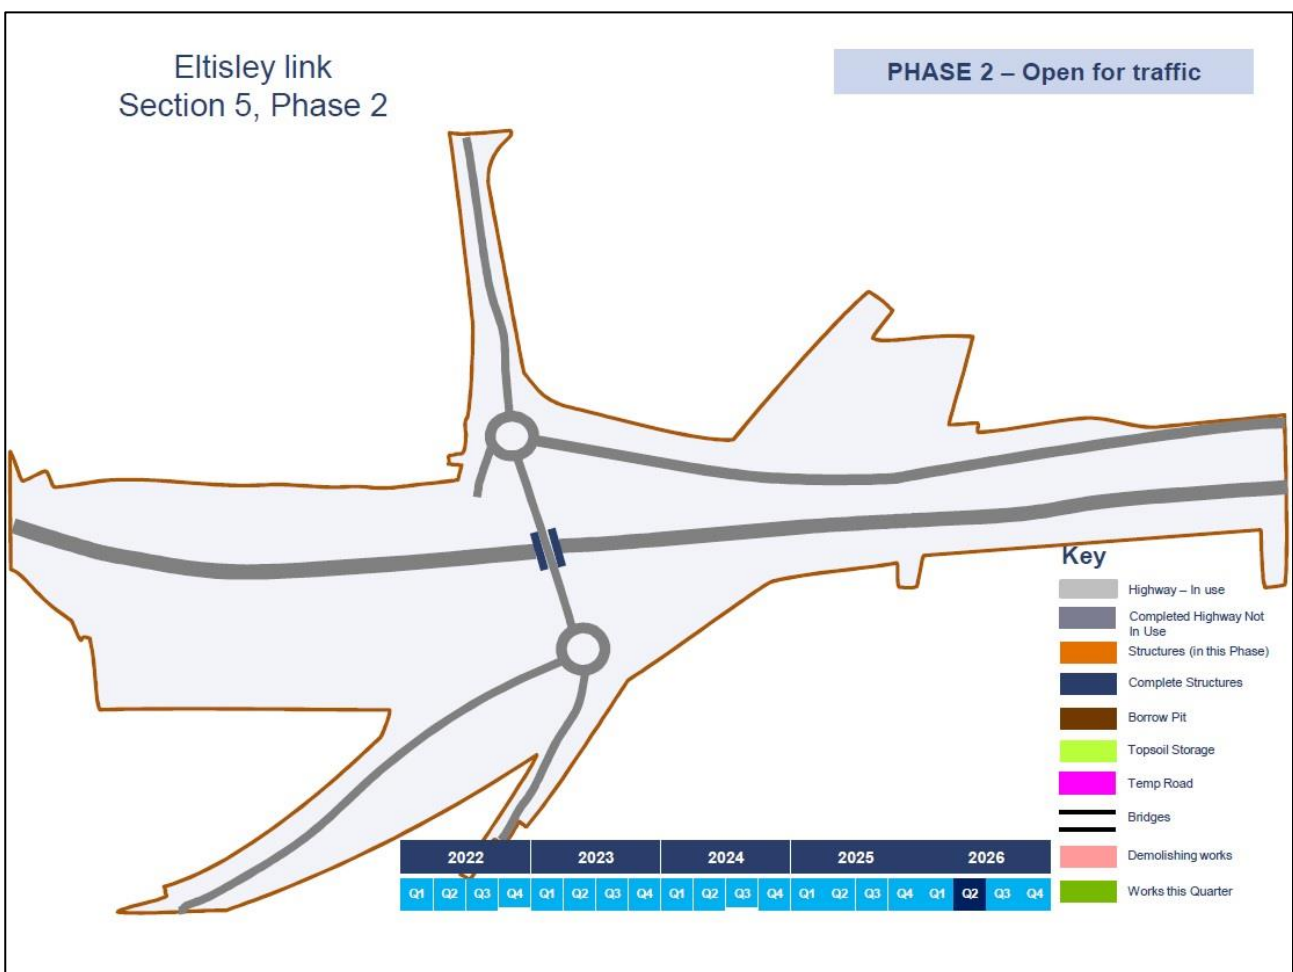 Eltisley link
Section 5, Phase 2
PHASE 2 – Open for traffic
Key
Highway – In use
Completed Highway Not
In Use
Structures (in this Phase)
Complete Structures
Borrow Pit
Topsoil Storage
Temp Road
Bridges
Demolishing works
Works this Quarter
2022 2023 2024 2025 2026
Q1 Q2 Q3 Q4 Q1 Q2 Q3 Q4 Q1 Q2 Q3 Q4 Q1 Q2 Q3 Q4 Q1 Q2 Q3 Q4